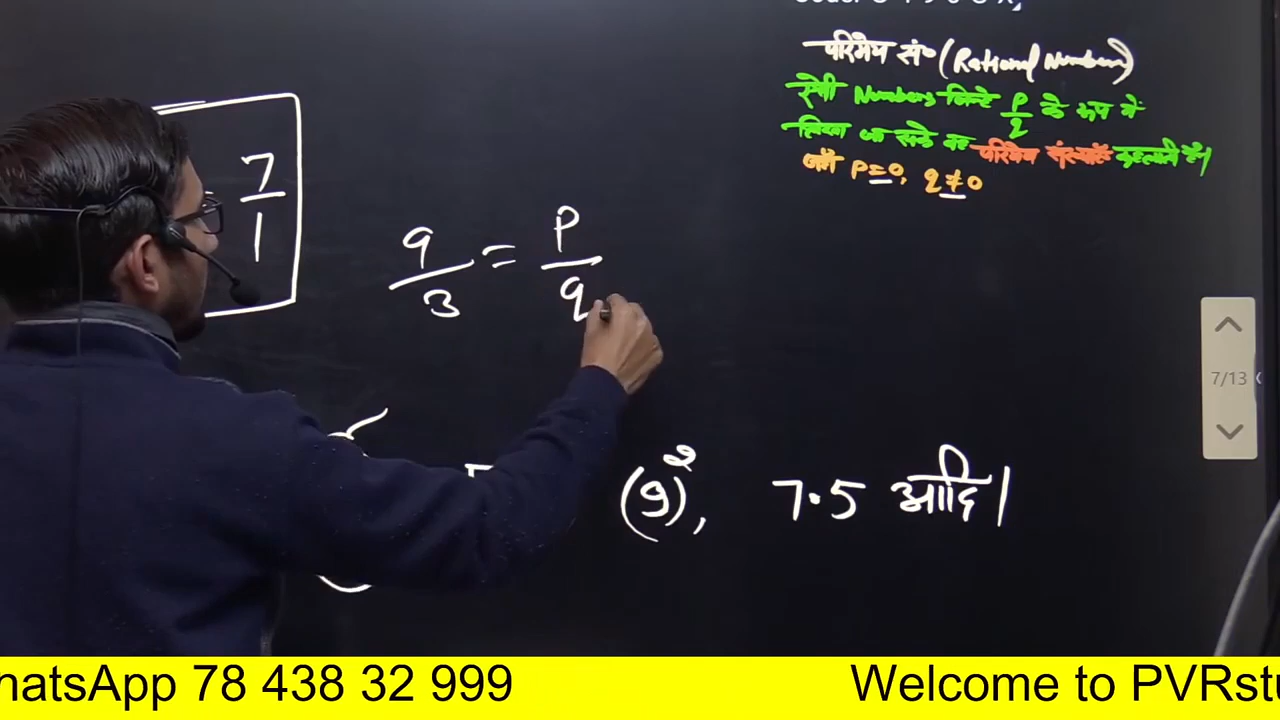 परिमेय सं० (Rational Numbers)
ऐसी Numbers जिन्हें p/q के रूप में
लिखा जा सके वह परिमेय संख्याएँ कहलाती हैं।
जहाँ P=0, q≠0
7/1
9/3 = P/q
(9)², 7.5 आदि।
7/13
hatsApp 78 438 32 999
Welcome to PVRstu